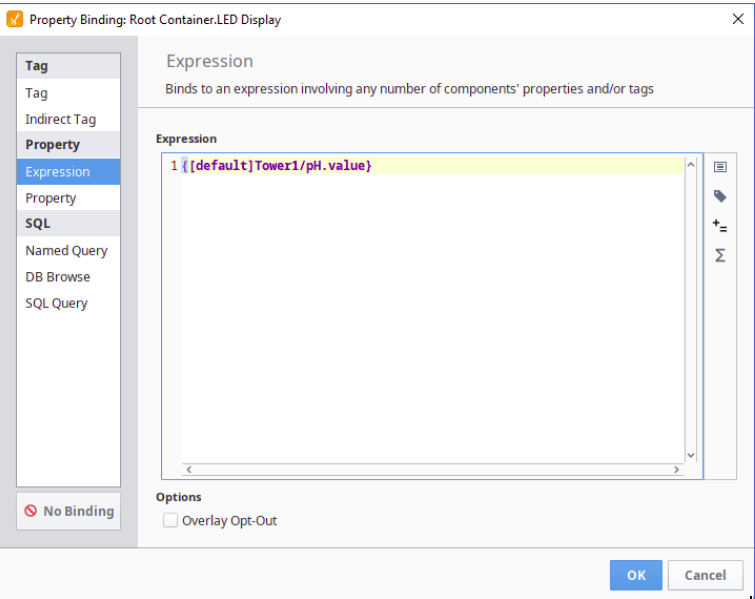 Property Binding: Root Container.LED Display
Tag
Tag
Indirect Tag
Property
Expression
Property
SQL
Named Query
DB Browse
SQL Query
No Binding
Expression
Binds to an expression involving any number of components' properties and/or tags
Expression
1 {[default]Tower1/pH.value}
Options
Overlay Opt-Out
OK
Cancel